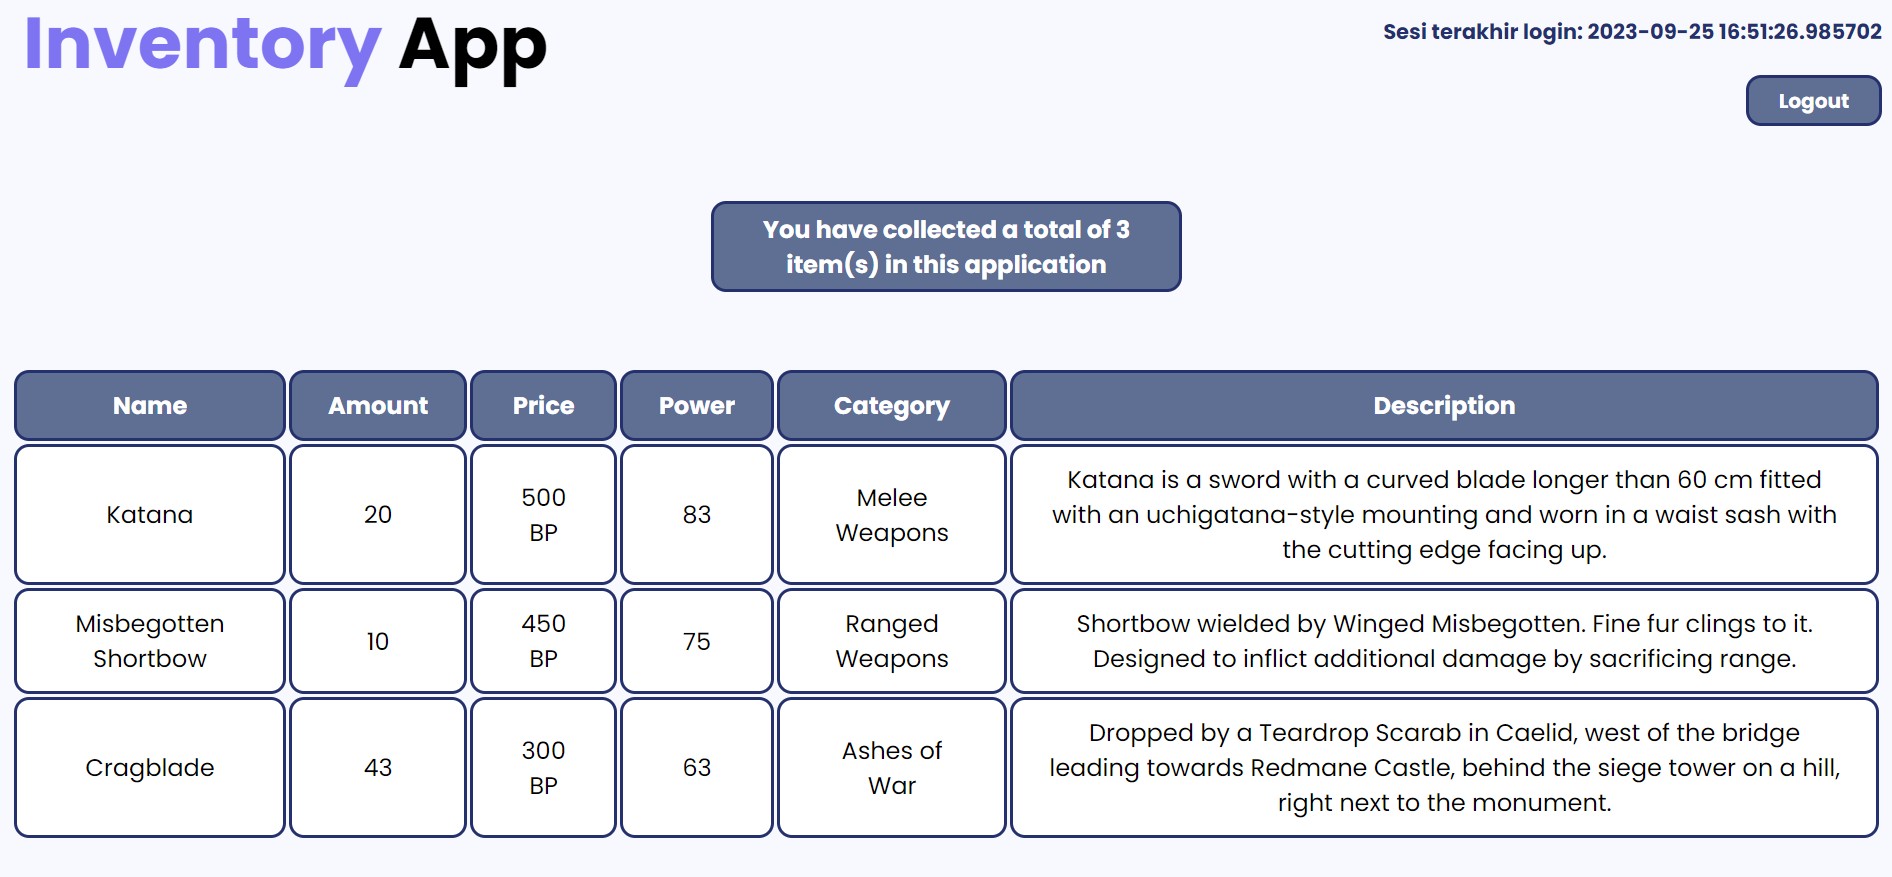 Inventory App
Sesi terakhir login: 2023-09-25 16:51:26.985702
Logout
You have collected a total of 3
item(s) in this application
Name Amount Price Power Category Description
Katana
20
500
BP
83
Melee
Weapons
Katana is a sword with a curved blade longer than 60 cm fitted
with an uchigatana-style mounting and worn in a waist sash with
the cutting edge facing up.
Misbegotten
Shortbow
10
450
BP
75
Ranged
Weapons
Shortbow wielded by Winged Misbegotten. Fine fur clings to it.
Designed to inflict additional damage by sacrificing range.
Cragblade
43
300
BP
63
Ashes of
War
Dropped by a Teardrop Scarab in Caelid, west of the bridge
leading towards Redmane Castle, behind the siege tower on a hill,
right next to the monument.